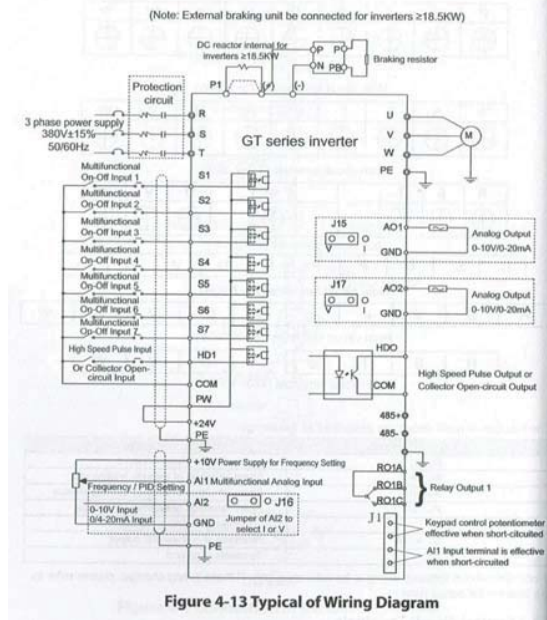 (Note: External braking unit be connected for inverters ≥18.5KW)
DC reactor internal for
inverters ≥18.5KW
P
P
N
PB
Braking resistor
P1
(+)
(-)
Protection
circuit
3 phase power supply
380V±15%
50/60Hz
R
S
T
GT series inverter
U
V
W
PE
M
Multifunctional
On-Off Input 1
S1
Multifunctional
On-Off Input 2
S2
Multifunctional
On-Off Input 3
S3
Multifunctional
On-Off Input 4
S4
Multifunctional
On-Off Input 5
S5
Multifunctional
On-Off Input 6
S6
Multifunctional
On-Off Input 7
S7
High Speed Pulse Input
Or Collector Open-
circuit Input
HD1
COM
PW
+24V
PE
J15
V
I
AO1
GND
Analog Output
0-10V/0-20mA
J17
V
I
AO2
GND
Analog Output
0-10V/0-20mA
HDO
COM
High Speed Pulse Output or
Collector Open-circuit Output
485+
485-
+10V Power Supply for Frequency Setting
AI1 Multifunctional Analog Input
Frequency / PID Setting
AI2
J16
0-10V Input
0/4-20mA Input
GND
Jumper of AI2 to
select I or V
PE
RO1A
RO1B
RO1C
Relay Output 1
J1
Keypad control potentiometer
effective when short-citcuited
AI1 Input terminal is effective
when short-circuited
Figure 4-13 Typical of Wiring Diagram